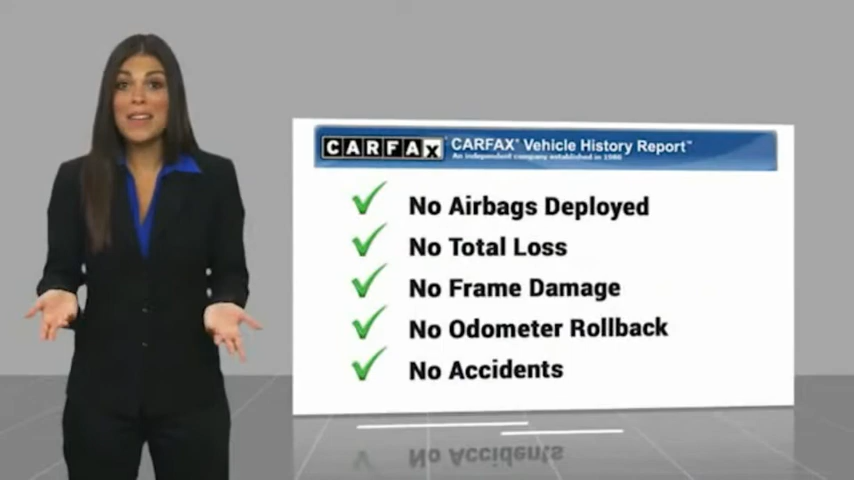 CARFAX CARFAX® Vehicle History Report™
An independent company established in 1986
No Airbags Deployed
No Total Loss
No Frame Damage
No Odometer Rollback
No Accidents
No Accidents